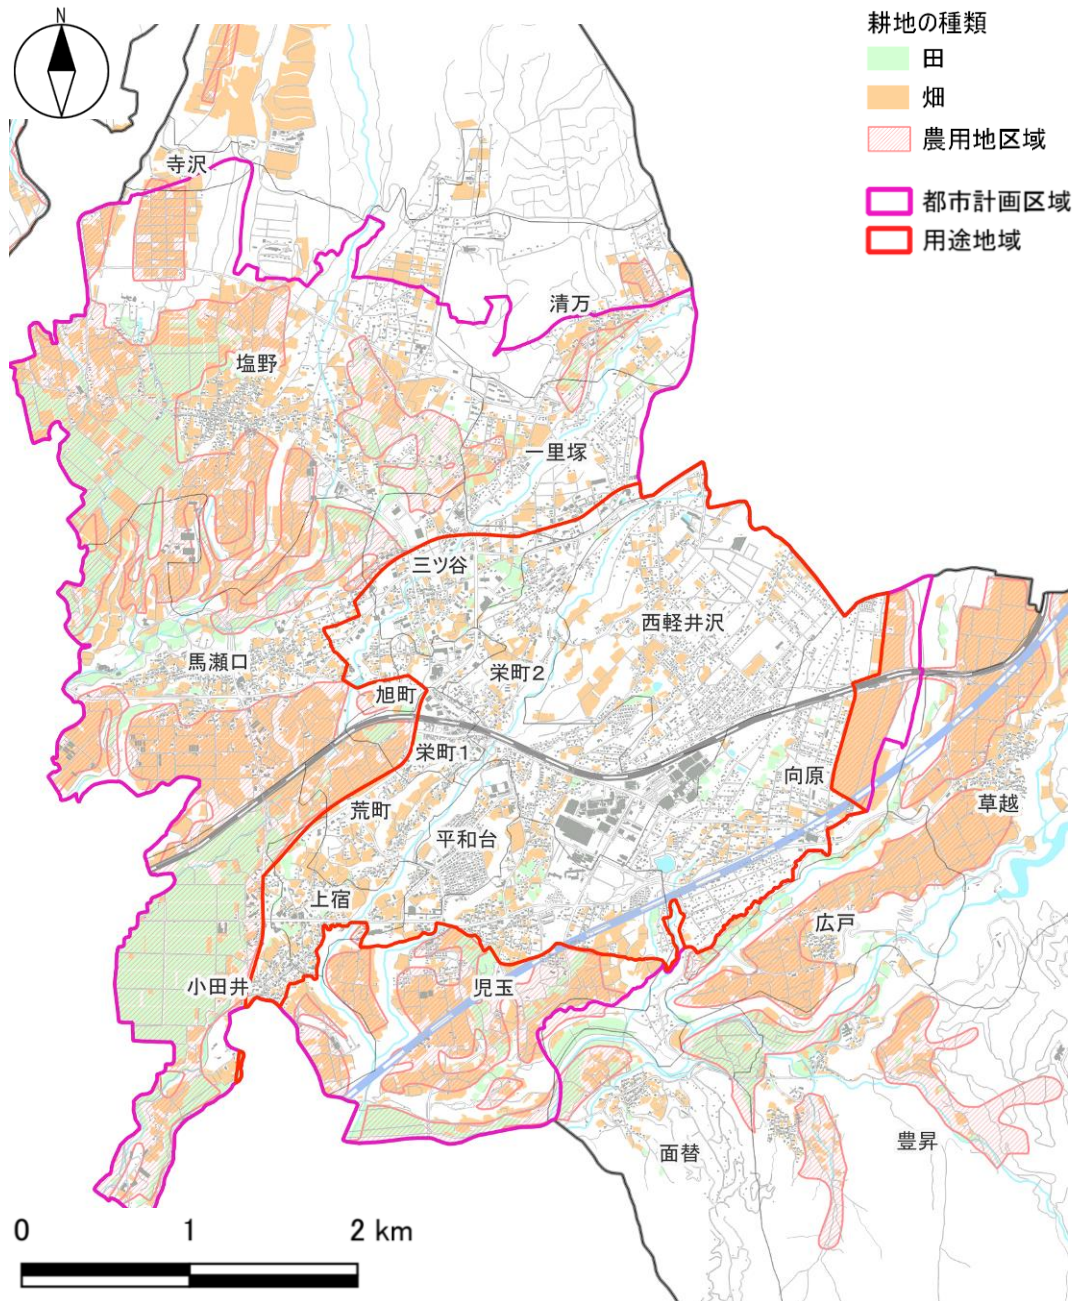 N
耕地の種類
田
畑
農用地区域
都市計画区域
用途地域
寺沢
清万
塩野
一里塚
三ツ谷
西軽井沢
馬瀬口
栄町2
旭町
栄町1
向原
荒町
平和台
草越
上宿
広戸
小田井
児玉
面替
豊昇
0 1 2 km